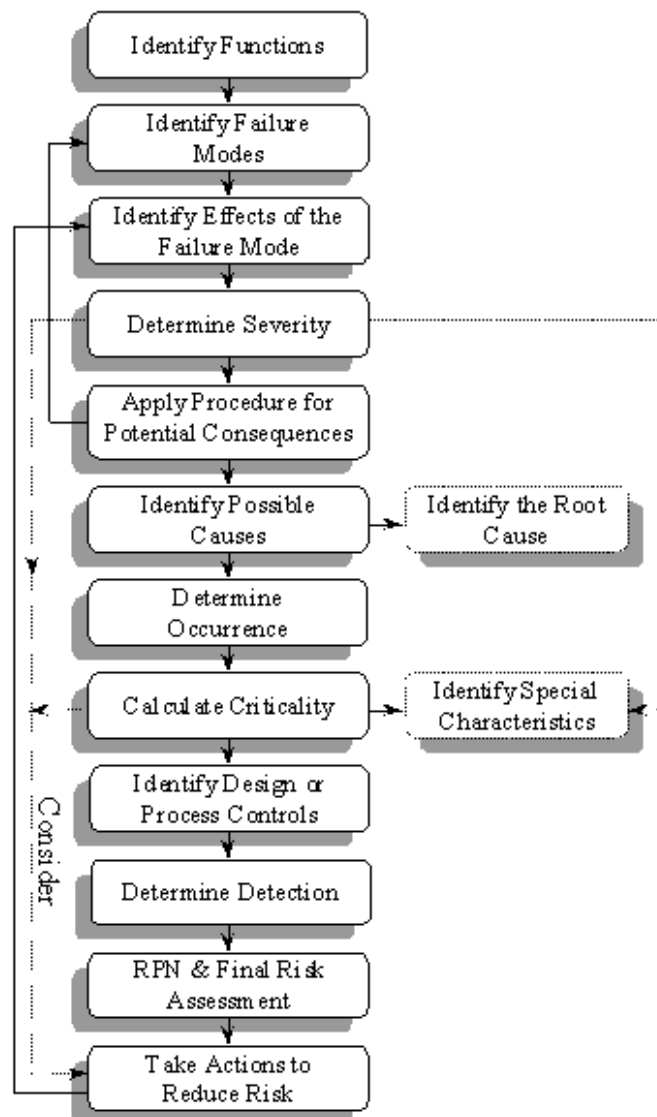 Identify Functions
Identify Failure
Modes
Identify Effects of the
Failure Mode
Determine Severity
Apply Procedure for
Potential Consequences
Identify Possible
Causes
Identify the Root
Cause
Determine
Occurrence
Calculate Criticality
Identify Special
Characteristics
Identify Design or
Process Controls
Consider
Determine Detection
RPN & Final Risk
Assessment
Take Actions to
Reduce Risk